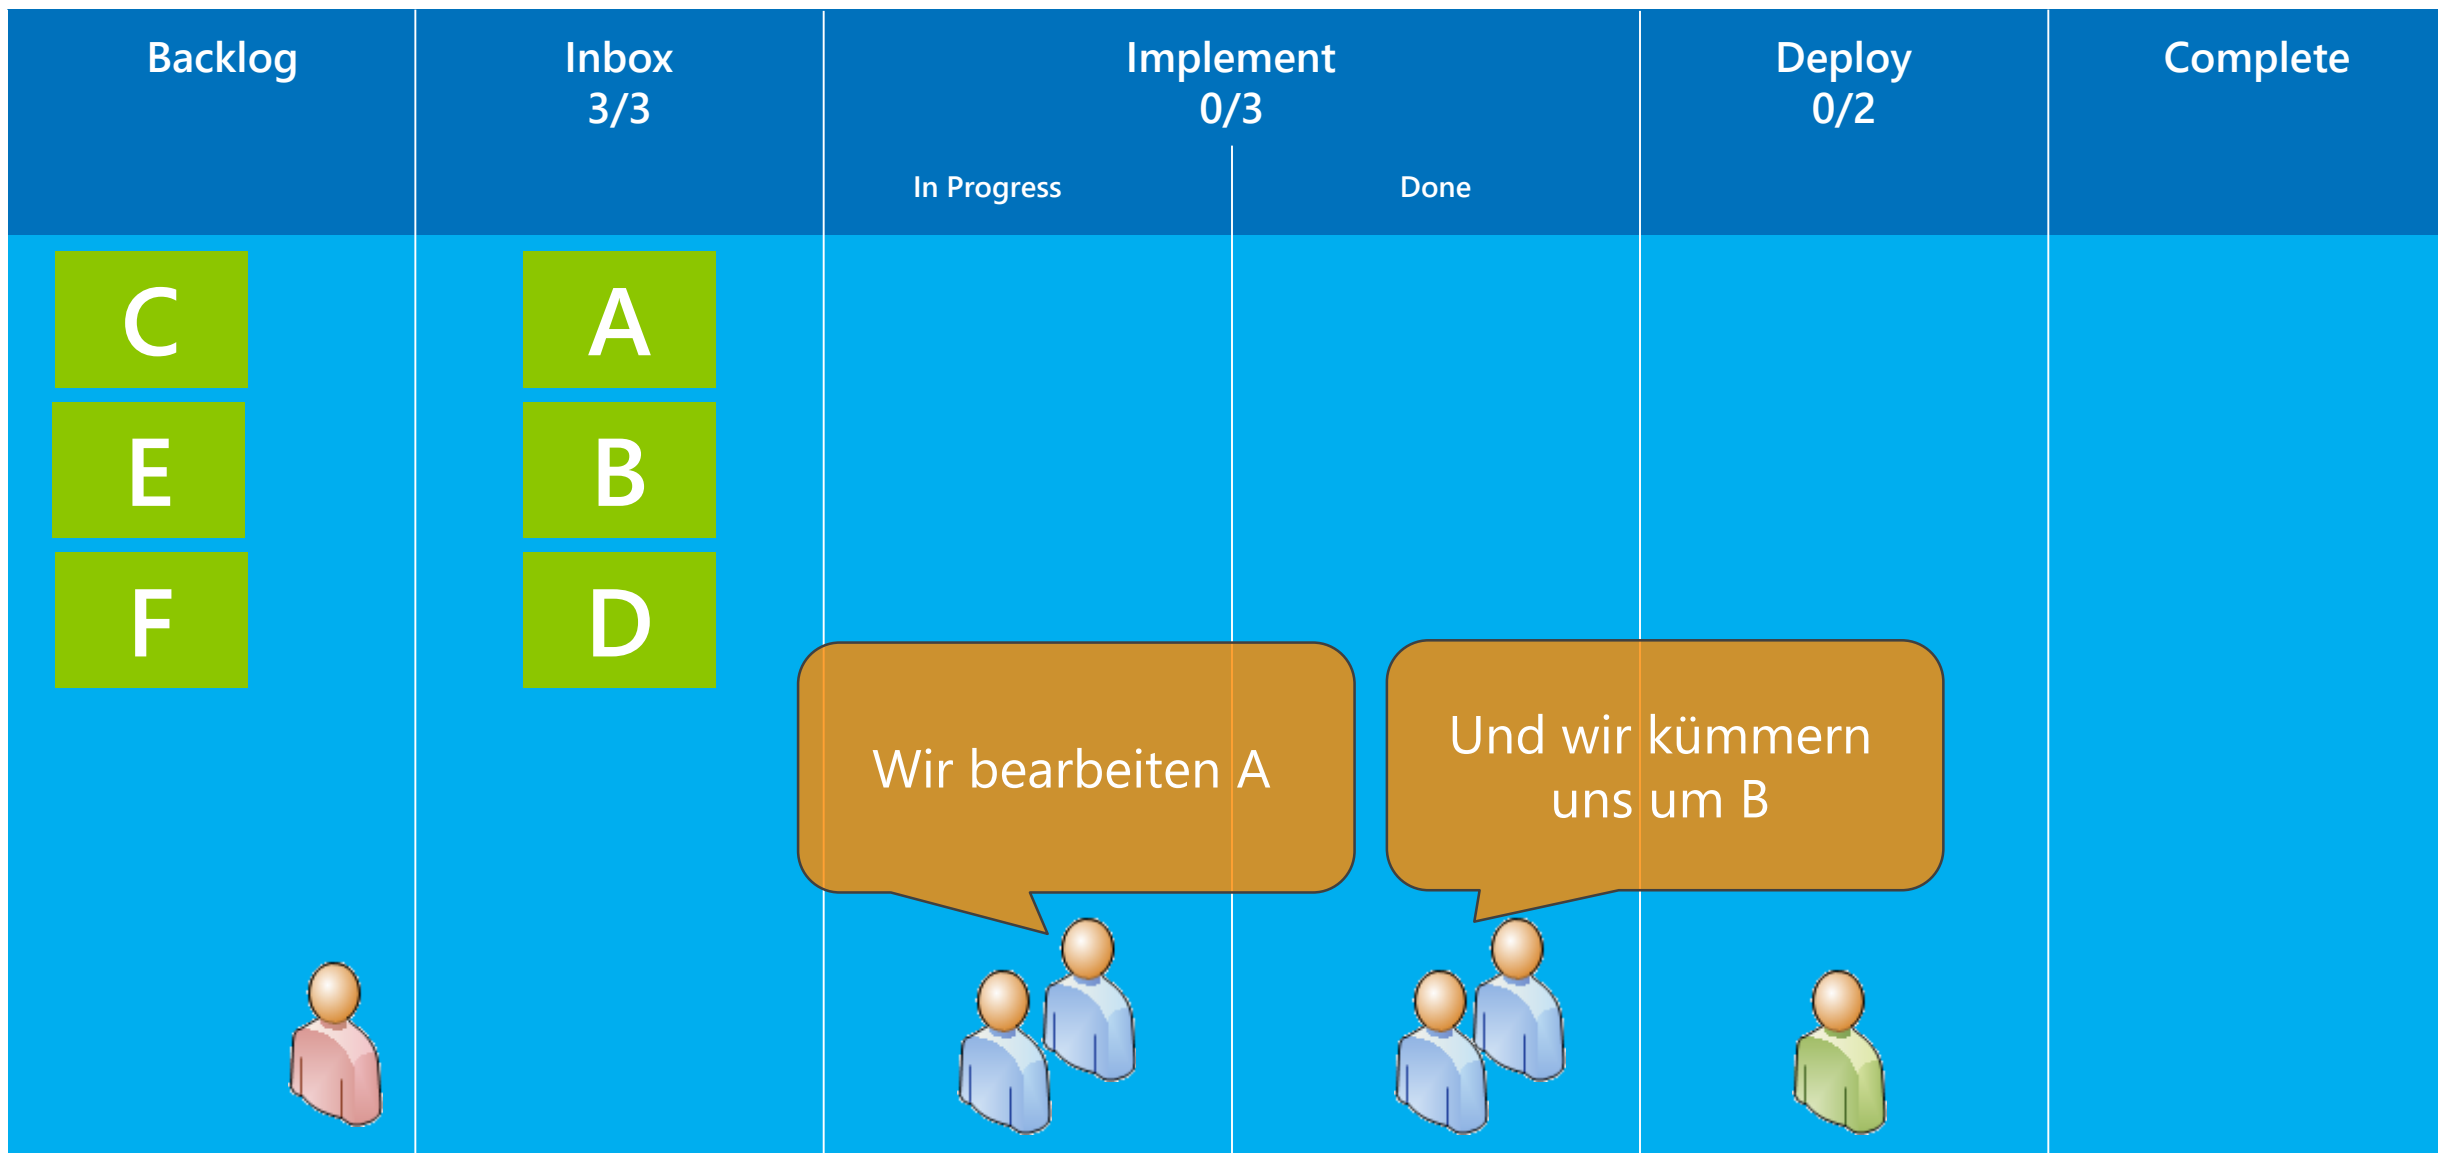 Backlog
Inbox
3/3
Implement
0/3
In Progress
Done
Deploy
0/2
Complete
C
A
E
B
F
D
Wir bearbeiten A
Und wir kümmern
uns um B